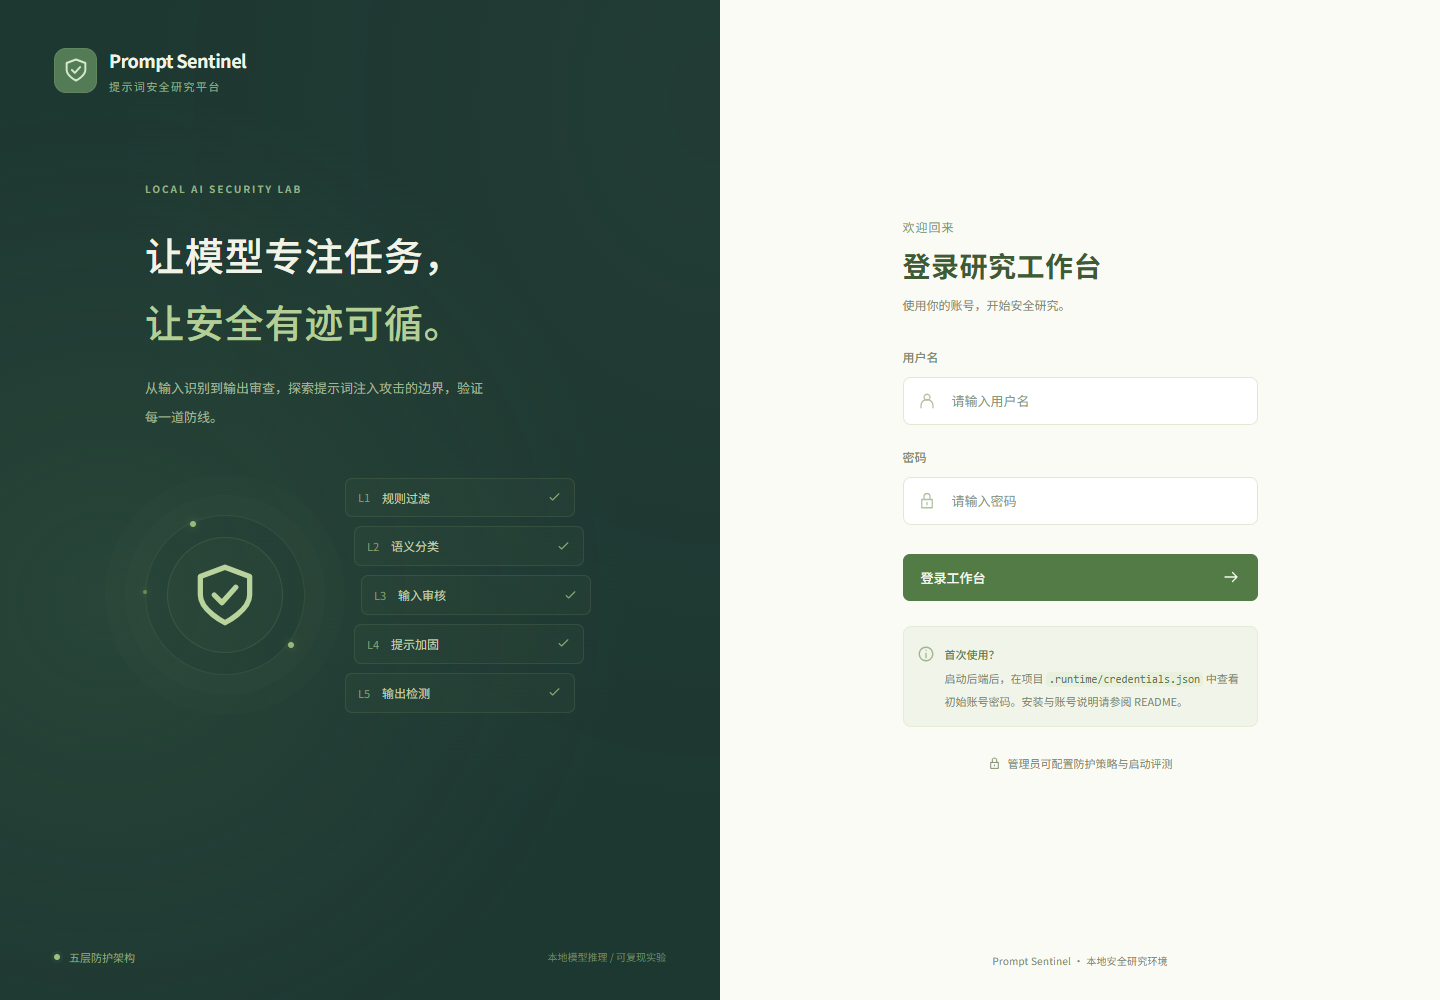 Prompt Sentinel
提示词安全研究平台
LOCAL AI SECURITY LAB
让模型专注任务，
让安全有迹可循。
从输入识别到输出审查，探索提示词注入攻击的边界，验证
每一道防线。
L1 规则过滤
L2 语义分类
L3 输入审核
L4 提示加固
L5 输出检测
五层防护架构
本地模型推理 / 可复现实验
欢迎回来
登录研究工作台
使用你的账号，开始安全研究。
用户名
请输入用户名
密码
请输入密码
登录工作台
首次使用？
启动后端后，在项目 .runtime/credentials.json 中查看
初始账号密码。安装与账号说明请参阅 README。
管理员可配置防护策略与启动评测
Prompt Sentinel · 本地安全研究环境